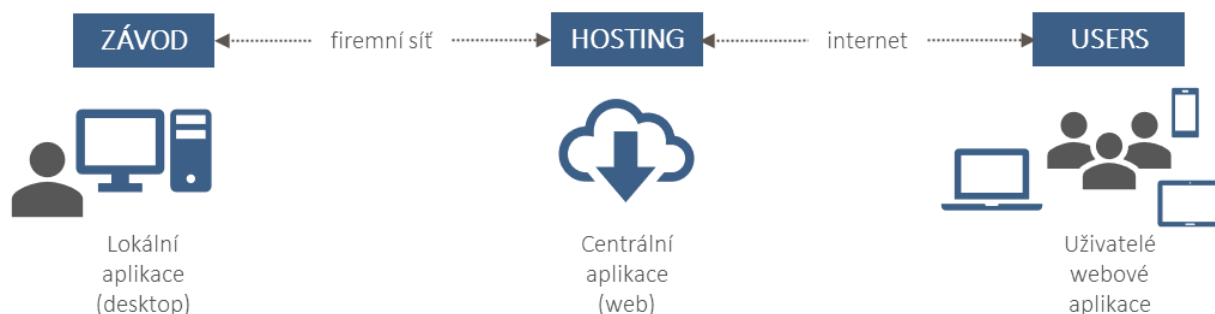 ZÁVOD firemní síť HOSTING internet USERS
Lokální
aplikace
(desktop)
Centrální
aplikace
(web)
Uživatelé
webové
aplikace